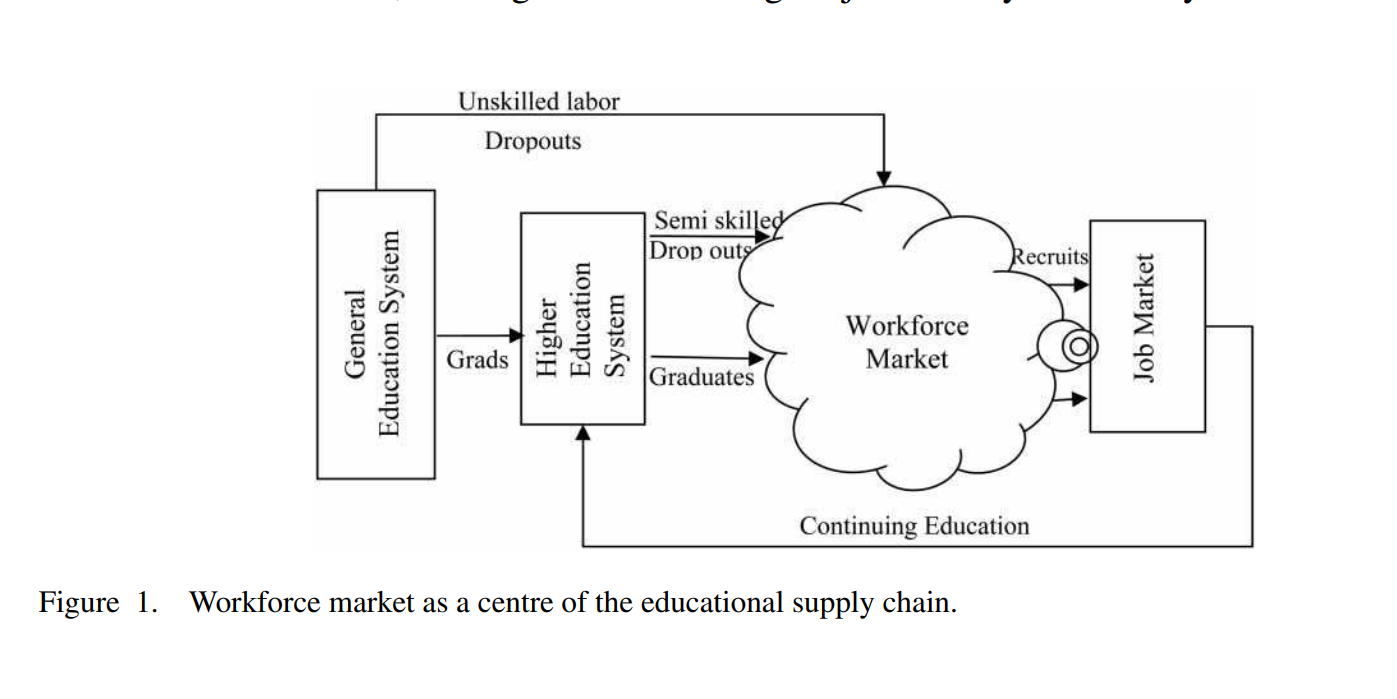 Unskilled labor
Dropouts
General
Education System
Grads
Higher
Education
System
Semi skilled
Drop outs
Graduates
Workforce
Market
Recruits
Job Market
Continuing Education
Figure 1. Workforce market as a centre of the educational supply chain.